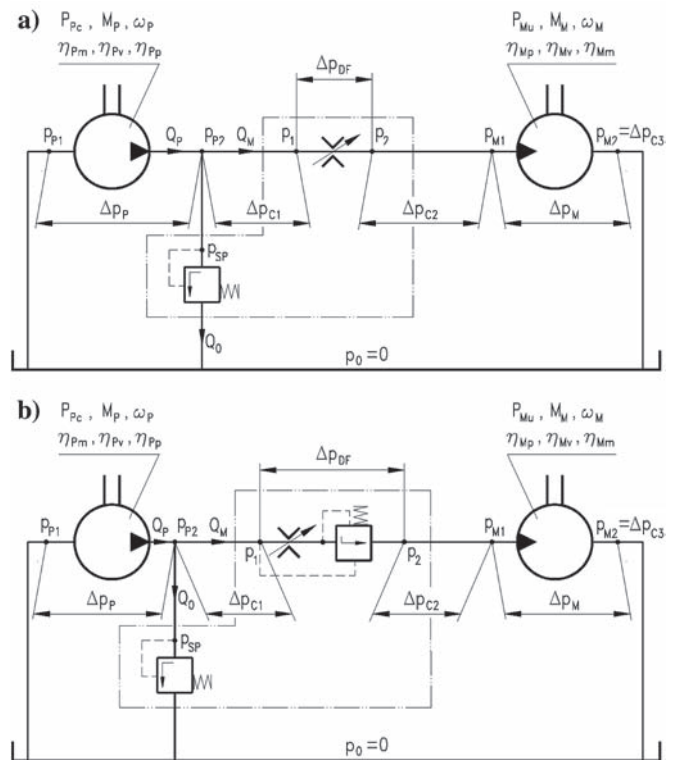 a)
P_Pc , M_P , ω_P
η_Pm , η_Pv , η_Pp
P_Mu , M_M , ω_M
η_Mp , η_Mv , η_Mm
Δp_DF
p_P1
Q_P
p_P2
Q_M
p_1
p_2
p_M1
p_M2=Δp_C3
Δp_P
Δp_C1
Δp_C2
Δp_M
p_SP
Q_0
p_0=0
b)
P_Pc , M_P , ω_P
η_Pm , η_Pv , η_Pp
P_Mu , M_M , ω_M
η_Mp , η_Mv , η_Mm
Δp_DF
p_P1
Q_P
p_P2
Q_M
p_1
p_2
p_M1
p_M2=Δp_C3
Δp_P
Q_0
Δp_C1
Δp_C2
Δp_M
p_SP
p_0=0